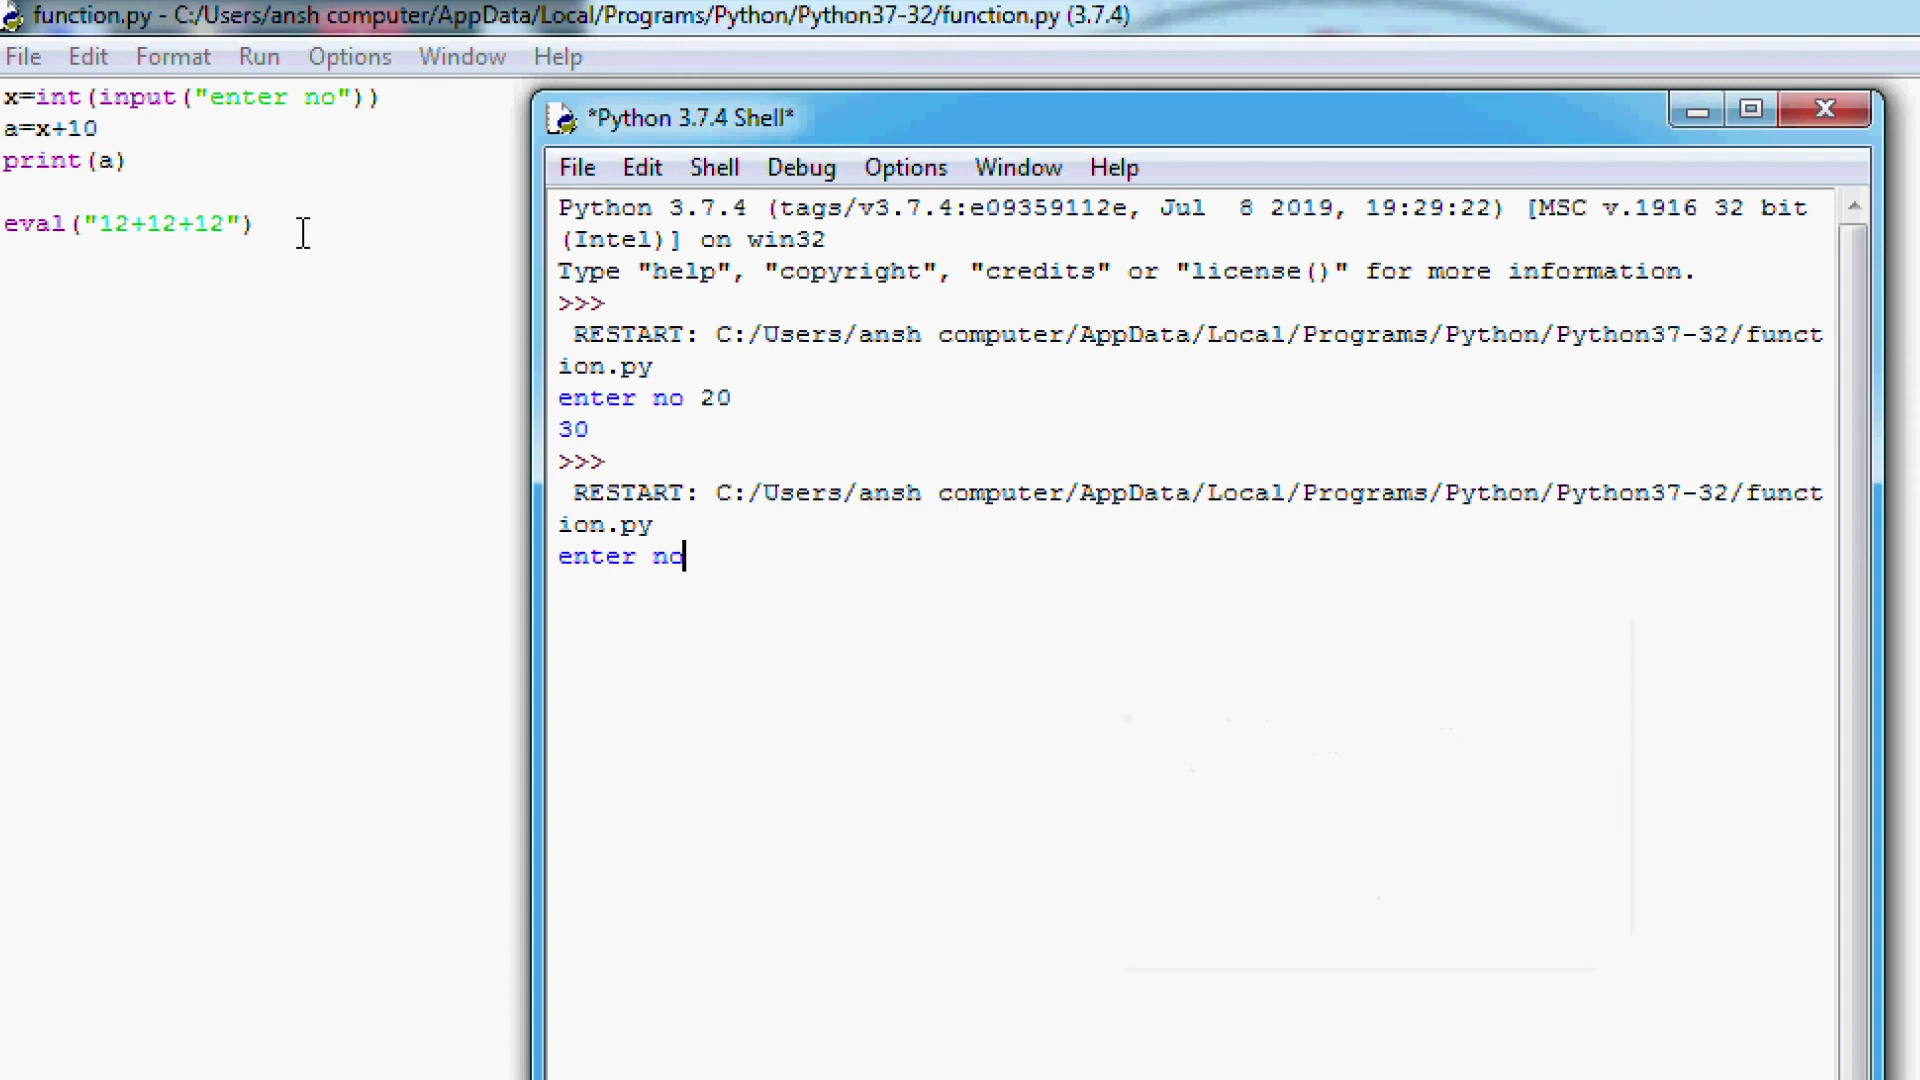 function.py - C:/Users/ansh computer/AppData/Local/Programs/Python/Python37-32/function.py (3.7.4)
File Edit Format Run Options Window Help
x=int(input("enter no"))
a=x+10
print(a)
eval("12+12+12")
*Python 3.7.4 Shell*
File Edit Shell Debug Options Window Help
Python 3.7.4 (tags/v3.7.4:e09359112e, Jul  8 2019, 19:29:22) [MSC v.1916 32 bit
(Intel)] on win32
Type "help", "copyright", "credits" or "license()" for more information.
>>>
RESTART: C:/Users/ansh computer/AppData/Local/Programs/Python/Python37-32/funct
ion.py
enter no 20
30
>>>
RESTART: C:/Users/ansh computer/AppData/Local/Programs/Python/Python37-32/funct
ion.py
enter no